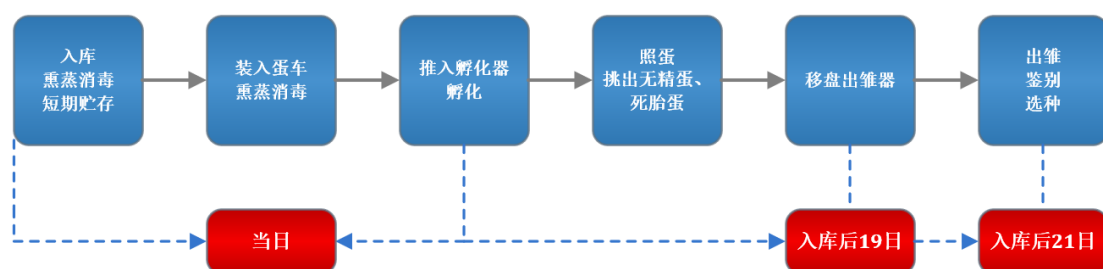 入库
熏蒸消毒
短期贮存
装入蛋车
熏蒸消毒
推入孵化器
孵化
照蛋
挑出无精蛋、
死胎蛋
移盘出雏器
出雏
鉴别
选种
当日
入库后19日
入库后21日